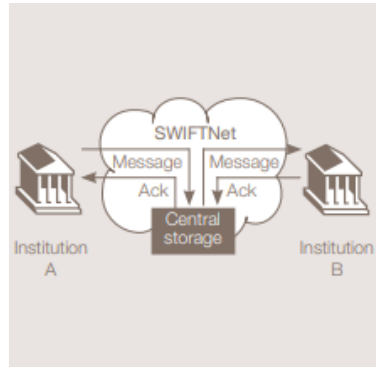 SWIFTNet
Message Message
Ack Ack
Central
storage
Institution
A
Institution
B